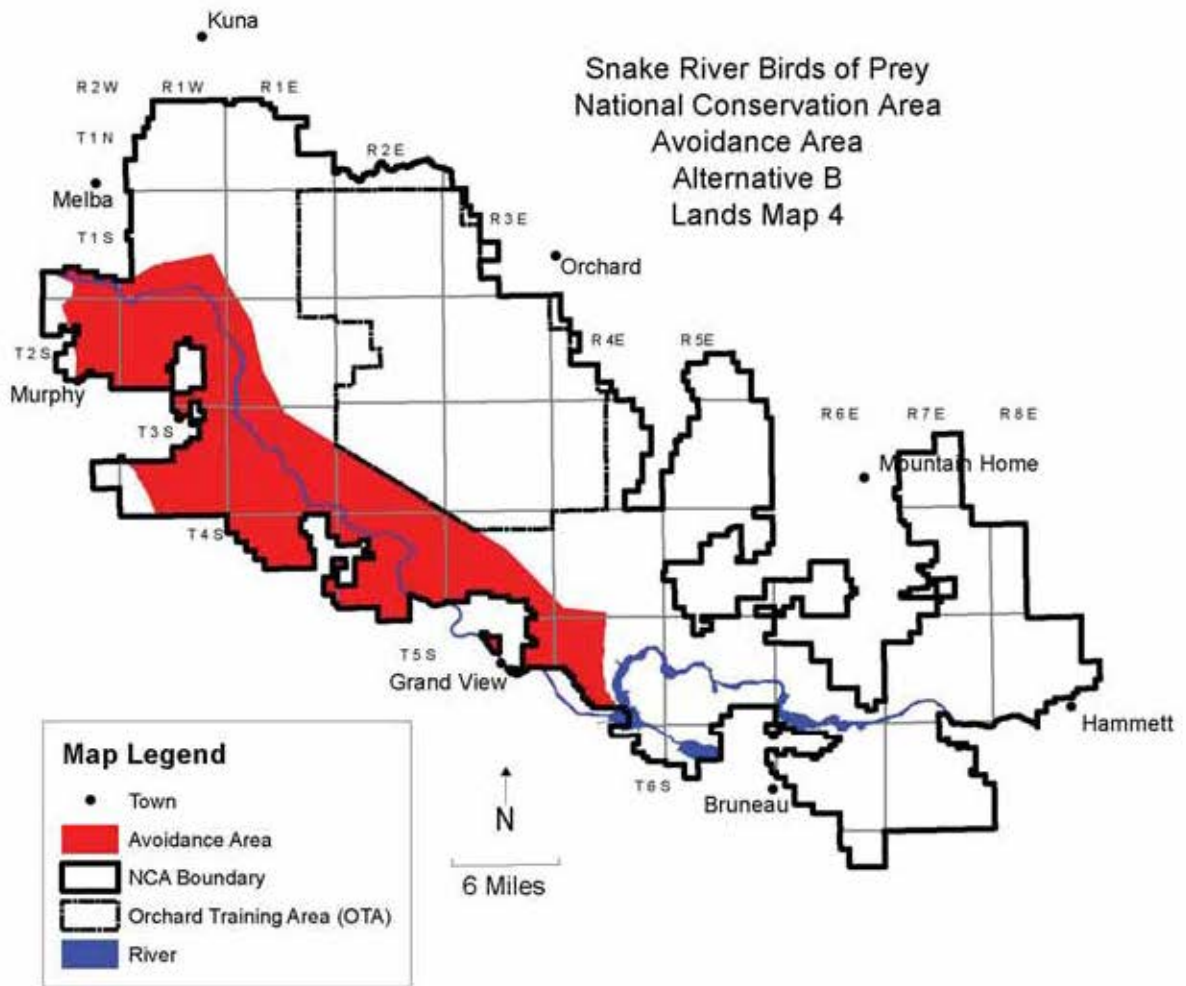 Kuna
Snake River Birds of Prey
National Conservation Area
Avoidance Area
Alternative B
Lands Map 4
R 2 W
R 1 W
R 1 E
T 1 N
R 2 E
Melba
T 1 S
R 3 E
Orchard
T 2 S
Murphy
R 4 E
R 5 E
R 6 E
R 7 E
R 8 E
T 3 S
Mountain Home
T 4 S
T 5 S
Grand View
Hammett
T 6 S
Bruneau
N
6 Miles
Map Legend
Town
Avoidance Area
NCA Boundary
Orchard Training Area (OTA)
River